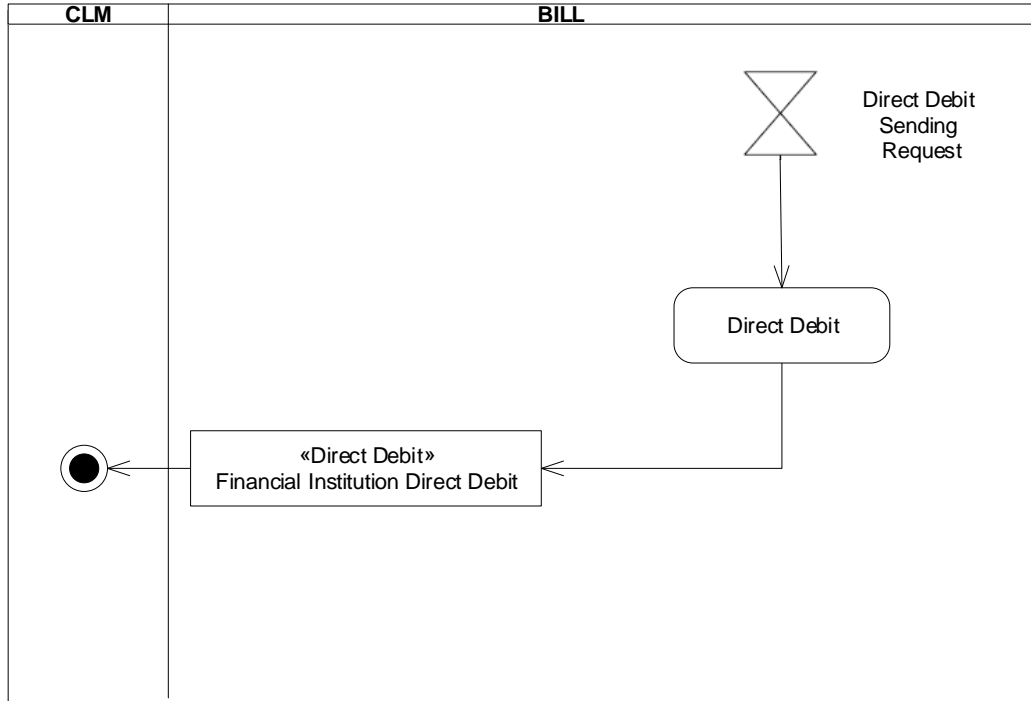 CLM
BILL
Direct Debit
Sending
Request
Direct Debit
«Direct Debit»
Financial Institution Direct Debit